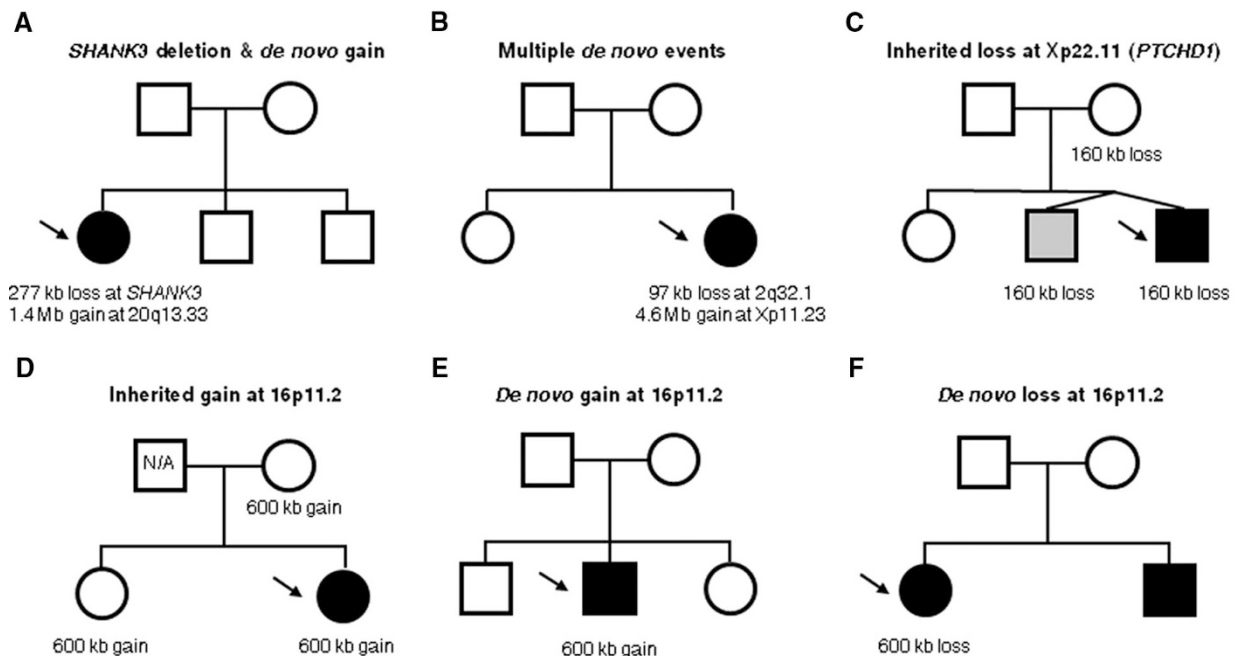 A
SHANK3 deletion & de novo gain
277 kb loss at SHANK3
1.4 Mb gain at 20q13.33
B
Multiple de novo events
97 kb loss at 2q32.1
4.6 Mb gain at Xp11.23
C
Inherited loss at Xp22.11 (PTCHD1)
160 kb loss
160 kb loss
160 kb loss
D
Inherited gain at 16p11.2
N/A
600 kb gain
600 kb gain
600 kb gain
E
De novo gain at 16p11.2
600 kb gain
F
De novo loss at 16p11.2
600 kb loss